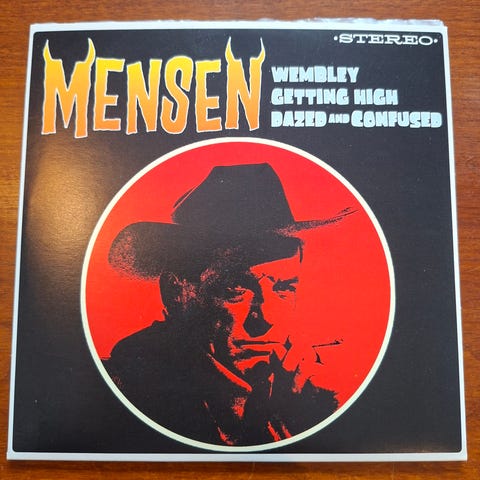 ·STEREO·
MENSEN
WEMBLEY
GETTING HIGH
DAZED AND CONFUSED